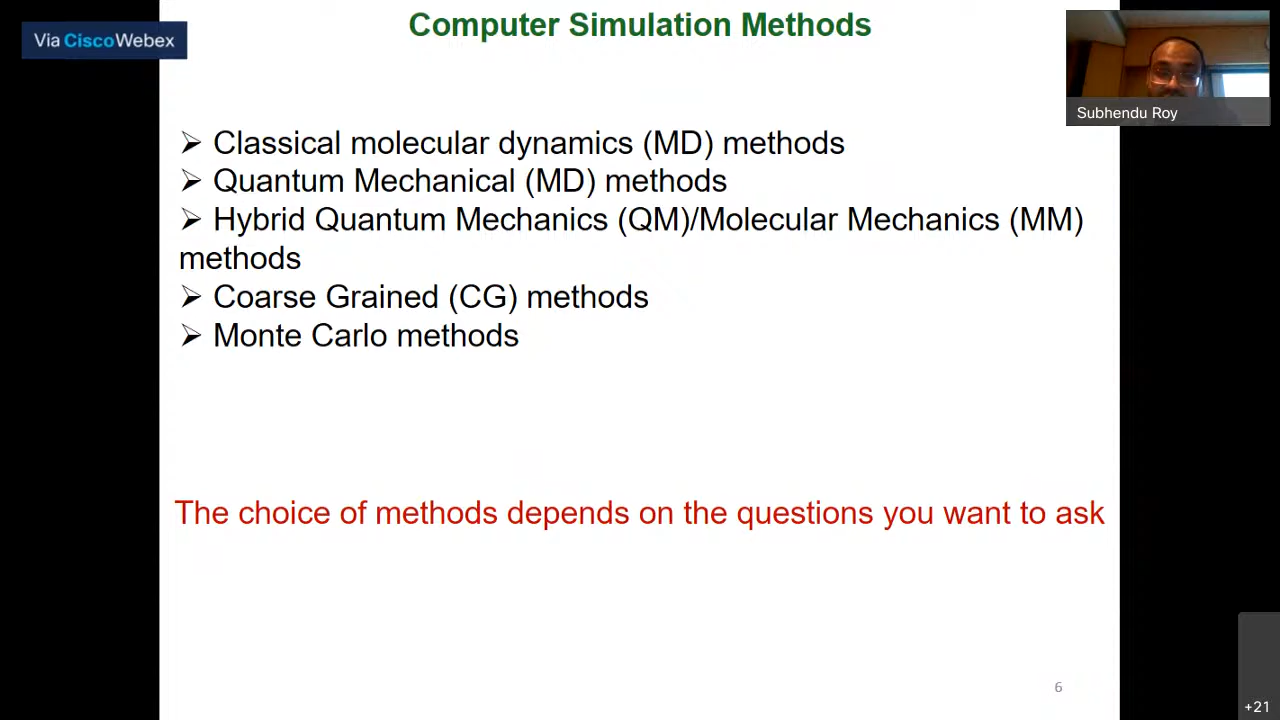 Computer Simulation Methods
Via CiscoWebex
Subhendu Roy
➢ Classical molecular dynamics (MD) methods
➢ Quantum Mechanical (MD) methods
➢ Hybrid Quantum Mechanics (QM)/Molecular Mechanics (MM)
methods
➢ Coarse Grained (CG) methods
➢ Monte Carlo methods
The choice of methods depends on the questions you want to ask
6
+21